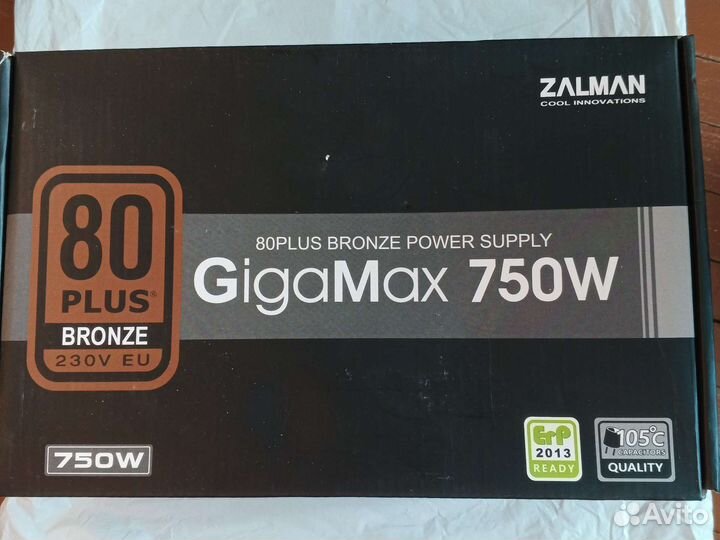 ZALMAN
COOL INNOVATIONS
80
PLUS®
BRONZE
230V EU
80PLUS BRONZE POWER SUPPLY
GigaMax 750W
750W
ErP
2013
READY
105°C
CAPACITORS
QUALITY
Avito